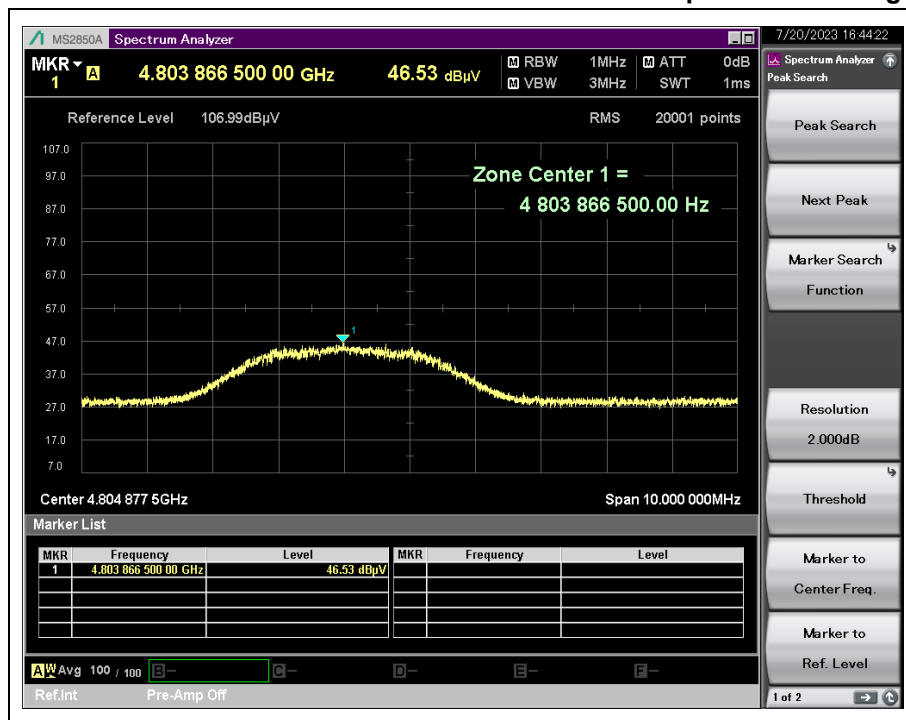 MS2850A Spectrum Analyzer
7/20/2023 16:44:22
MKR A 4.803 866 500 00 GHz 46.53 dBµV M RBW 1MHz M ATT 0dB
1 M VBW 3MHz SWT 1ms
Spectrum Analyzer
Peak Search
Reference Level 106.99dBµV RMS 20001 points
Peak Search
107.0
97.0
Zone Center 1 =
87.0
4 803 866 500.00 Hz
Next Peak
77.0
Marker Search
Function
67.0
57.0
47.0
1
37.0
27.0
17.0
7.0
Resolution
2.000dB
Center 4.804 877 5GHz Span 10.000 000MHz
Threshold
Marker List
MKR Frequency Level MKR Frequency Level
1 4.803 866 500 00 GHz 46.53 dBµV
Marker to
Center Freq.
Marker to
Ref. Level
A W Avg 100 / 100 B – C – D – E – F –
Ref.Int Pre-Amp Off
1 of 2